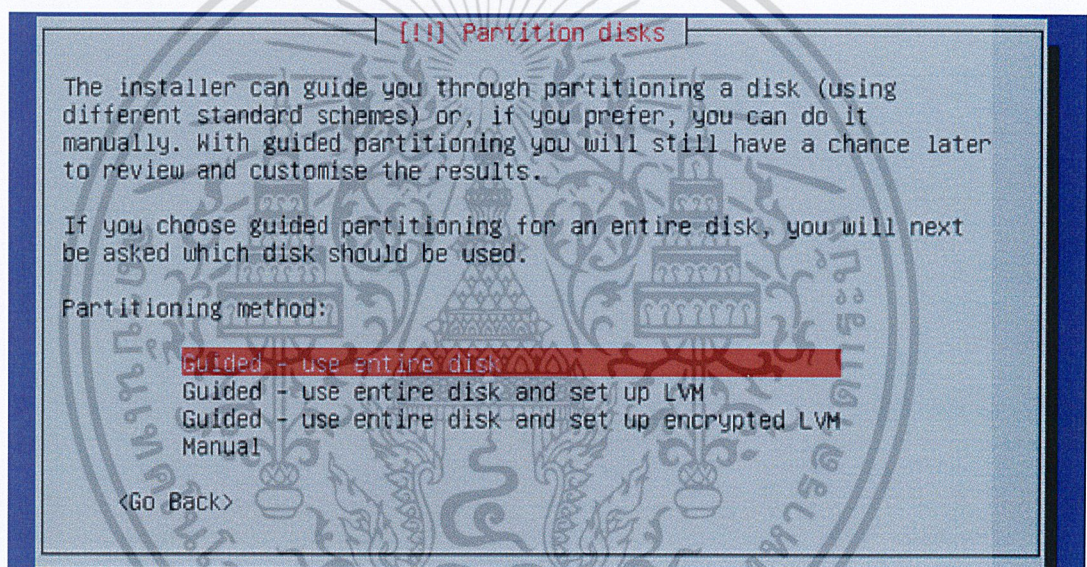 [!!] Partition disks
The installer can guide you through partitioning a disk (using
different standard schemes) or, if you prefer, you can do it
manually. With guided partitioning you will still have a chance later
to review and customise the results.
If you choose guided partitioning for an entire disk, you will next
be asked which disk should be used.
Partitioning method:
Guided - use entire disk
Guided - use entire disk and set up LVM
Guided - use entire disk and set up encrypted LVM
Manual
<Go Back>